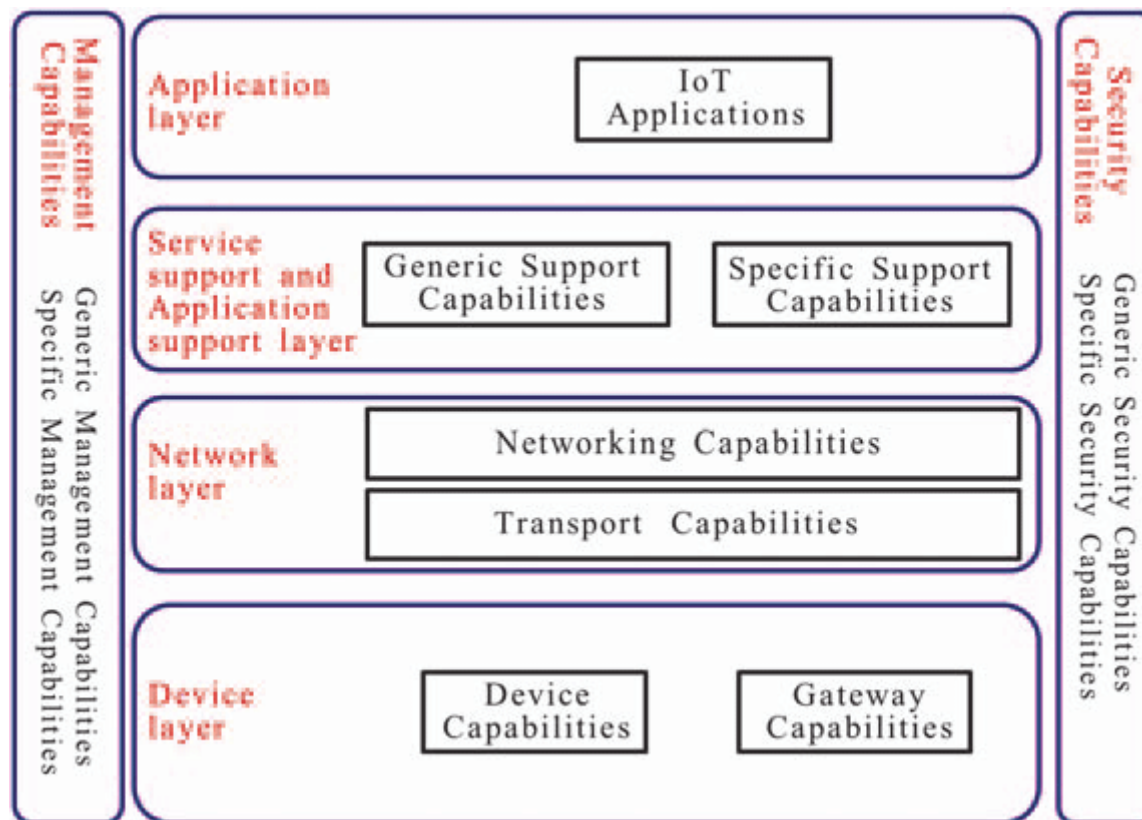 Management
Capabilities
Generic Management Capabilities
Specific Management Capabilities
Application
layer
IoT
Applications
Service
support and
Application
support layer
Generic Support
Capabilities
Specific Support
Capabilities
Network
layer
Networking Capabilities
Transport Capabilities
Device
layer
Device
Capabilities
Gateway
Capabilities
Security
Capabilities
Generic Security Capabilities
Specific Security Capabilities